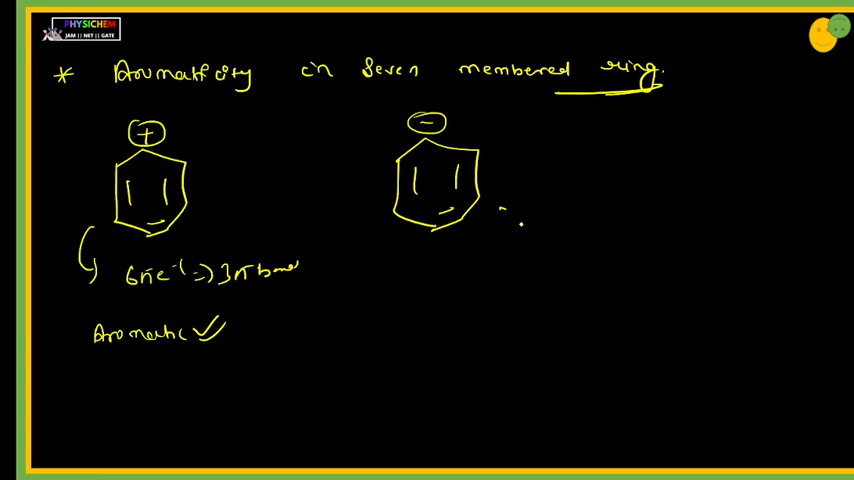 PHYSICHEM
JAM || NET || GATE
* Aromaticity in Seven membered ring.
+
−
6πe⁻ => 3π bond
Aromatic ✓